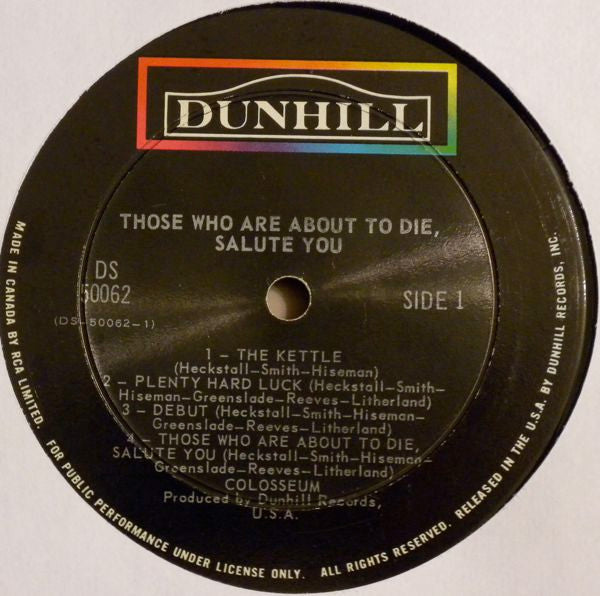 DUNHILL
THOSE WHO ARE ABOUT TO DIE,
SALUTE YOU
DS
50062
(DS-50062-1)
SIDE 1
1 – THE KETTLE
(Heckstall-Smith-Hiseman)
2 – PLENTY HARD LUCK (Heckstall-Smith-
Hiseman-Greenslade-Reeves-Litherland)
3 – DEBUT (Heckstall-Smith-Hiseman-
Greenslade-Reeves-Litherland)
4 – THOSE WHO ARE ABOUT TO DIE,
SALUTE YOU (Heckstall-Smith-Hiseman-
Greenslade-Reeves-Litherland)
COLOSSEUM
Produced by Dunhill Records,
U.S.A.
MADE IN CANADA BY RCA LIMITED. FOR PUBLIC PERFORMANCE UNDER LICENSE ONLY. ALL RIGHTS RESERVED. RELEASED IN THE U.S.A. BY DUNHILL RECORDS, INC.